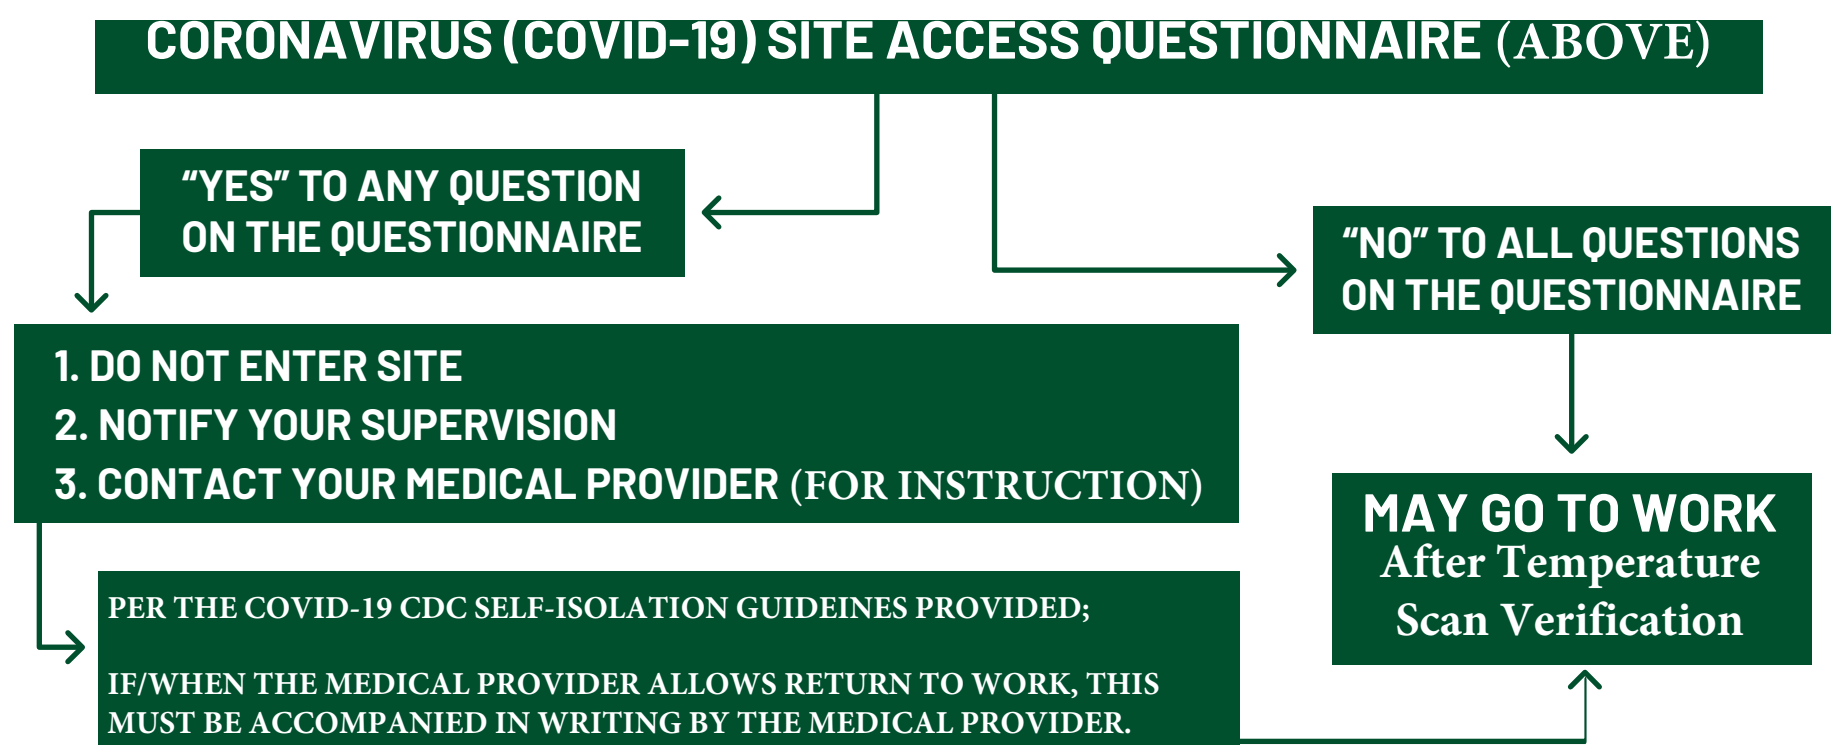 CORONAVIRUS (COVID-19) SITE ACCESS QUESTIONNAIRE (ABOVE)
“YES” TO ANY QUESTION
ON THE QUESTIONNAIRE
“NO” TO ALL QUESTIONS
ON THE QUESTIONNAIRE
1. DO NOT ENTER SITE
2. NOTIFY YOUR SUPERVISION
3. CONTACT YOUR MEDICAL PROVIDER (FOR INSTRUCTION)
MAY GO TO WORK
After Temperature
Scan Verification
PER THE COVID-19 CDC SELF-ISOLATION GUIDEINES PROVIDED;
IF/WHEN THE MEDICAL PROVIDER ALLOWS RETURN TO WORK, THIS
MUST BE ACCOMPANIED IN WRITING BY THE MEDICAL PROVIDER.